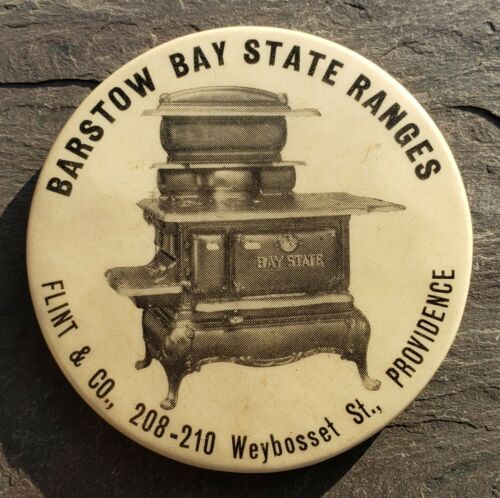 BARSTOW BAY STATE RANGES
BAY STATE
FLINT & CO., 208-210 Weybosset St., PROVIDENCE